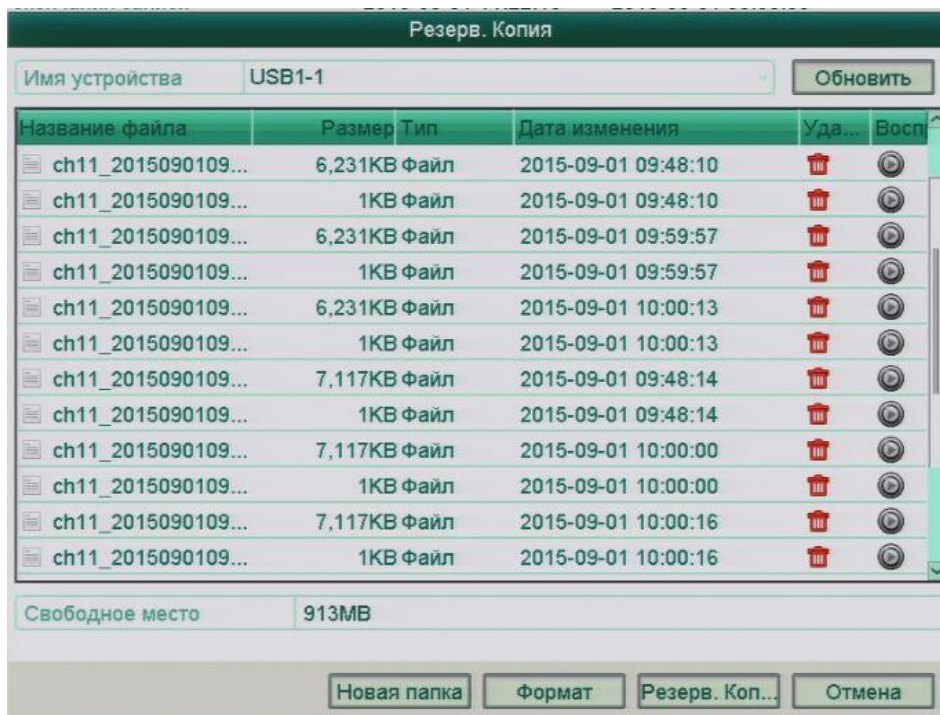 Резерв. Копия
Имя устройства USB1-1 Обновить
Название файла Размер Тип Дата изменения Уда... Восп
ch11_2015090109... 6,231KB Файл 2015-09-01 09:48:10
ch11_2015090109... 1KB Файл 2015-09-01 09:48:10
ch11_2015090109... 6,231KB Файл 2015-09-01 09:59:57
ch11_2015090109... 1KB Файл 2015-09-01 09:59:57
ch11_2015090109... 6,231KB Файл 2015-09-01 10:00:13
ch11_2015090109... 1KB Файл 2015-09-01 10:00:13
ch11_2015090109... 7,117KB Файл 2015-09-01 09:48:14
ch11_2015090109... 1KB Файл 2015-09-01 09:48:14
ch11_2015090109... 7,117KB Файл 2015-09-01 10:00:00
ch11_2015090109... 1KB Файл 2015-09-01 10:00:00
ch11_2015090109... 7,117KB Файл 2015-09-01 10:00:16
ch11_2015090109... 1KB Файл 2015-09-01 10:00:16
Свободное место 913MB
Новая папка Формат Резерв. Коп... Отмена